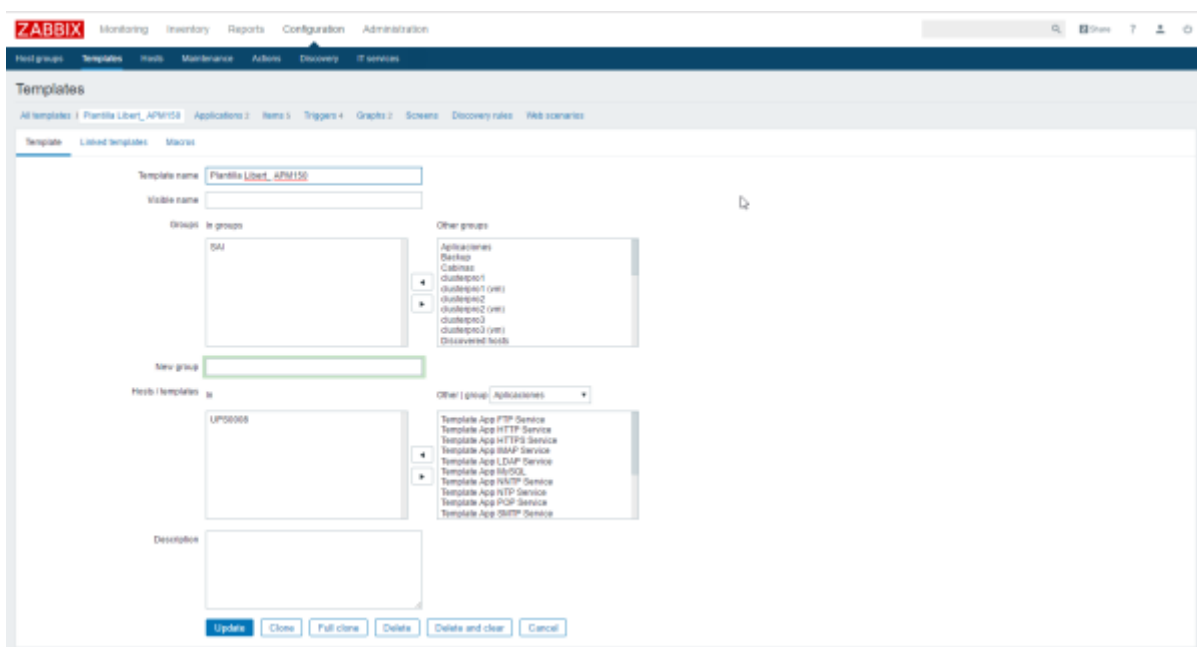 ZABBIX Monitoring Inventory Reports Configuration Administration Share ?
Host groups Templates Hosts Maintenance Actions Discovery IT services
Templates
All templates / Plantilla Libert_ APM150 Applications 2 Items 5 Triggers 4 Graphs 2 Screens Discovery rules Web scenarios
Template Linked templates Macros
Template name Plantilla Libert_ APM150
Visible name
Groups In groups Other groups
SAI
Aplicaciones
Backup
Cabinas
clusterpro1
clusterpro1 (vm)
clusterpro2
clusterpro2 (vm)
clusterpro3
clusterpro3 (vm)
Discovered hosts
New group
Hosts / templates In Other | group Aplicaciones
UPS0008
Template App FTP Service
Template App HTTP Service
Template App HTTPS Service
Template App IMAP Service
Template App LDAP Service
Template App MySQL
Template App NNTP Service
Template App NTP Service
Template App POP Service
Template App SMTP Service
Description
Update Clone Full clone Delete Delete and clear Cancel